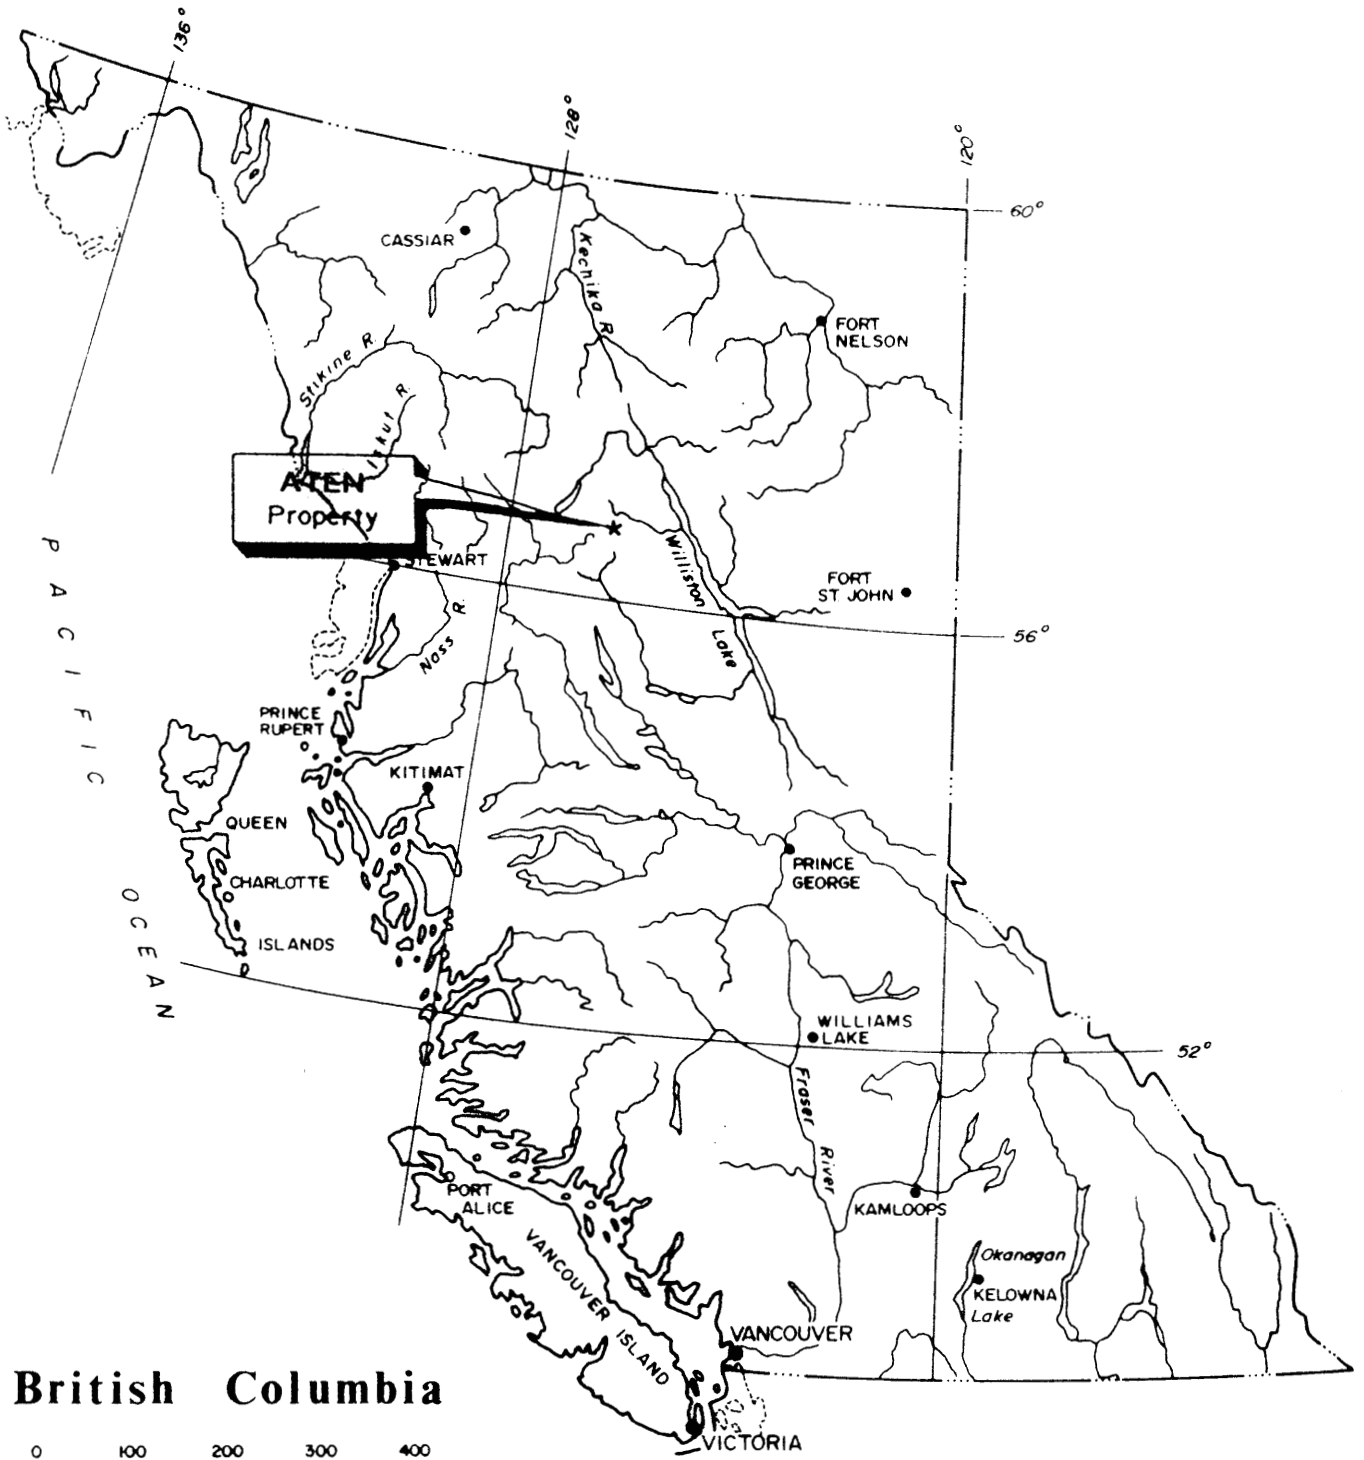 136°
128°
120°
60°
CASSIAR
Kechika R.
FORT
NELSON
Stikine R.
Iskut R.
ATEN
Property
STEWART
Williston
Lake
FORT
ST JOHN
56°
Nass R.
PACIFIC
OCEAN
PRINCE
RUPERT
KITIMAT
QUEEN
CHARLOTTE
ISLANDS
PRINCE
GEORGE
WILLIAMS
LAKE
52°
Fraser
River
PORT
ALICE
KAMLOOPS
VANCOUVER ISLAND
Okanagan
KELOWNA
Lake
VANCOUVER
VICTORIA
British Columbia
0 100 200 300 400